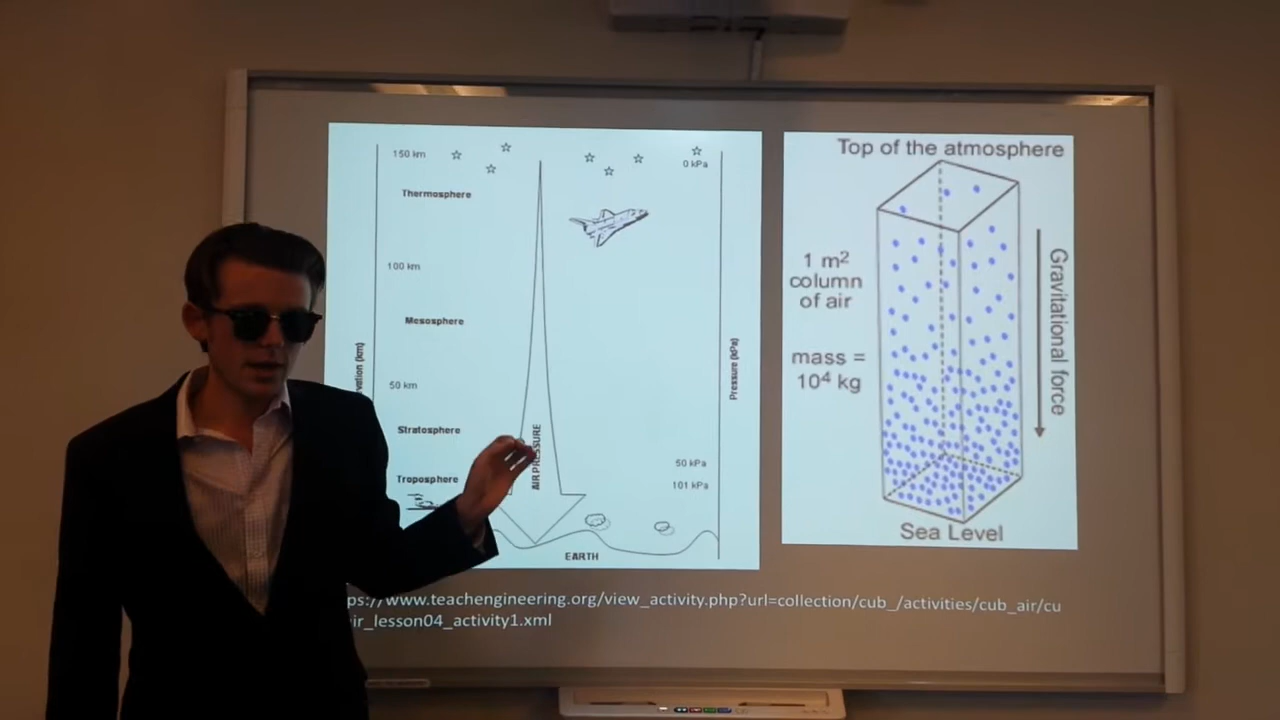 150 km
0 kPa
Thermosphere
100 km
Mesosphere
Pressure (kPa)
50 km
Stratosphere
AIR PRESSURE
50 kPa
Troposphere
101 kPa
EARTH
Top of the atmosphere
1 m²
column
of air
mass =
10⁴ kg
Gravitational force
Sea Level
ps://www.teachengineering.org/view_activity.php?url=collection/cub_/activities/cub_air/cu
ir_lesson04_activity1.xml